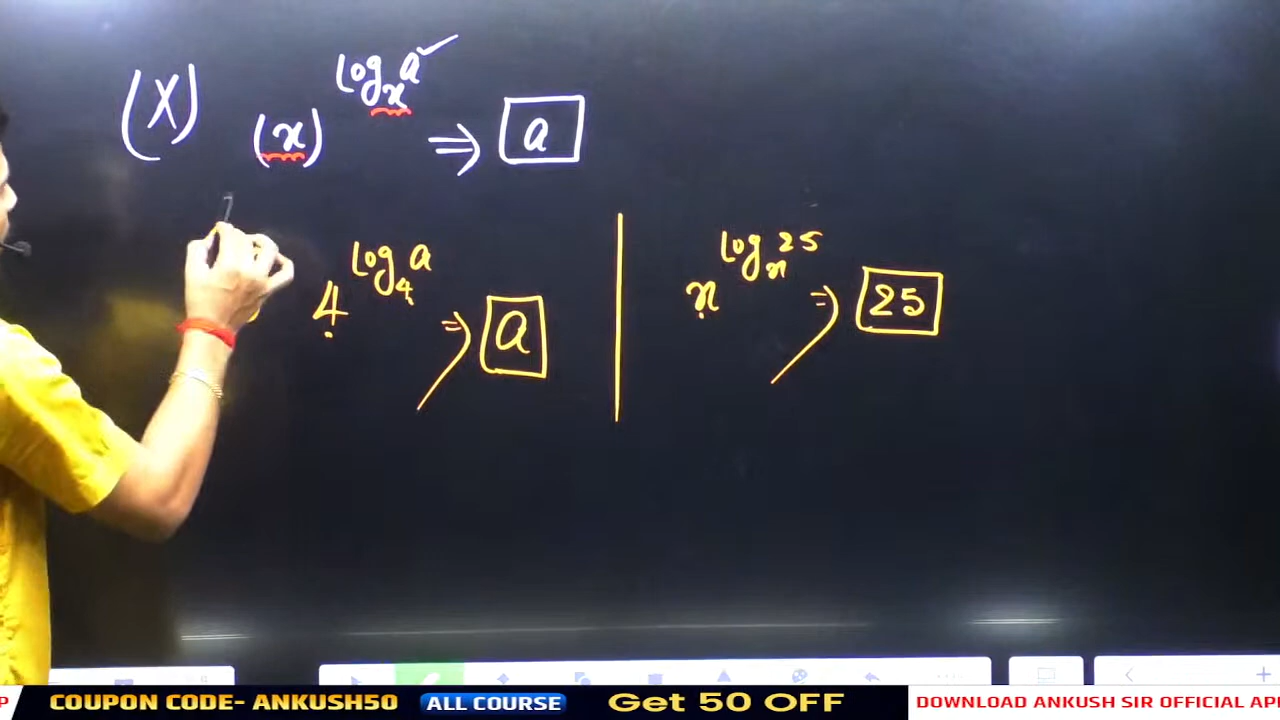 (X) (x)^{log_x a} ✓ ⇒ a
4^{log_4 a} ⇒ a
x^{log_x 25} ⇒ 25
P COUPON CODE- ANKUSH50 ALL COURSE Get 50 OFF DOWNLOAD ANKUSH SIR OFFICIAL AP